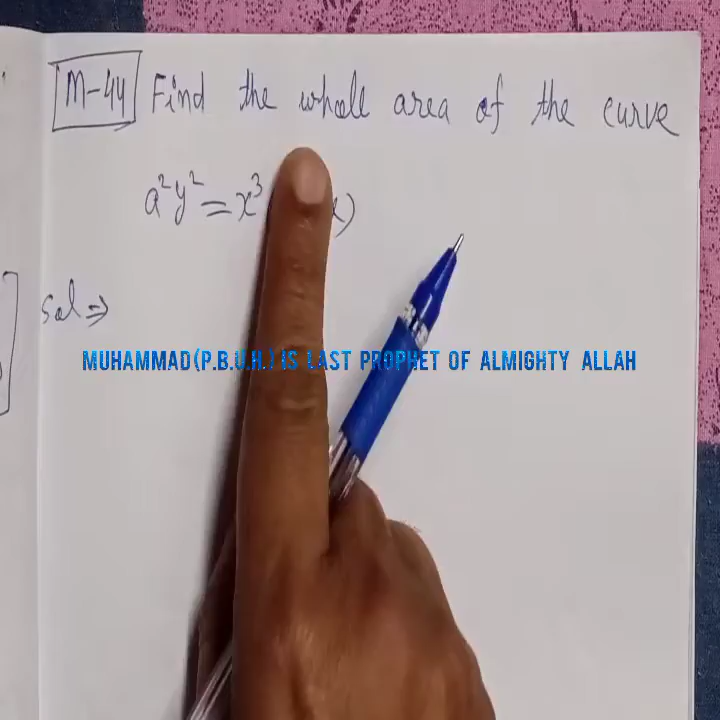 M-44 Find the whole area of the curve
a²y² = x³ )
Sol ⇒
MUHAMMAD(P.B.U.H.) IS LAST PROPHET OF ALMIGHTY ALLAH